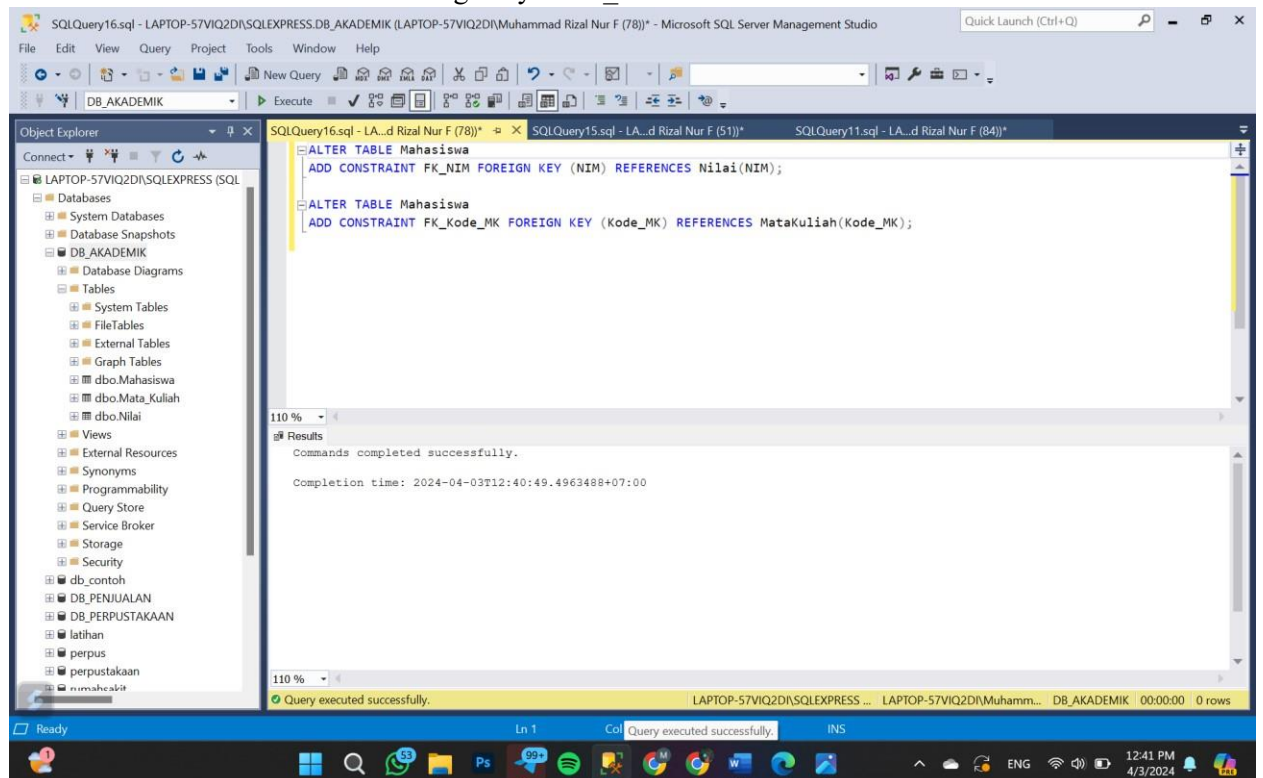 SQLQuery16.sql - LAPTOP-57VIQ2DI\SQLEXPRESS.DB_AKADEMIK (LAPTOP-57VIQ2DI\Muhammad Rizal Nur F (78))* - Microsoft SQL Server Management Studio
Quick Launch (Ctrl+Q)
File Edit View Query Project Tools Window Help
New Query
DB_AKADEMIK
Execute
Object Explorer
SQLQuery16.sql - LA...d Rizal Nur F (78))*
SQLQuery15.sql - LA...d Rizal Nur F (51))*
SQLQuery11.sql - LA...d Rizal Nur F (84))*
Connect
LAPTOP-57VIQ2DI\SQLEXPRESS (SQL
Databases
System Databases
Database Snapshots
DB_AKADEMIK
Database Diagrams
Tables
System Tables
FileTables
External Tables
Graph Tables
dbo.Mahasiswa
dbo.Mata_Kuliah
dbo.Nilai
Views
External Resources
Synonyms
Programmability
Query Store
Service Broker
Storage
Security
db_contoh
DB_PENJUALAN
DB_PERPUSTAKAAN
latihan
perpus
perpustakaan
rumahsakit
ALTER TABLE Mahasiswa
ADD CONSTRAINT FK_NIM FOREIGN KEY (NIM) REFERENCES Nilai(NIM);
ALTER TABLE Mahasiswa
ADD CONSTRAINT FK_Kode_MK FOREIGN KEY (Kode_MK) REFERENCES MataKuliah(Kode_MK);
110 %
Results
Commands completed successfully.
Completion time: 2024-04-03T12:40:49.4963488+07:00
110 %
Query executed successfully.
LAPTOP-57VIQ2DI\SQLEXPRESS ... LAPTOP-57VIQ2DI\Muhamm... DB_AKADEMIK 00:00:00 0 rows
Ready
Ln 1
Col
Query executed successfully.
INS
1
53
Ps
99+
M
ENG
12:41 PM
4/3/2024